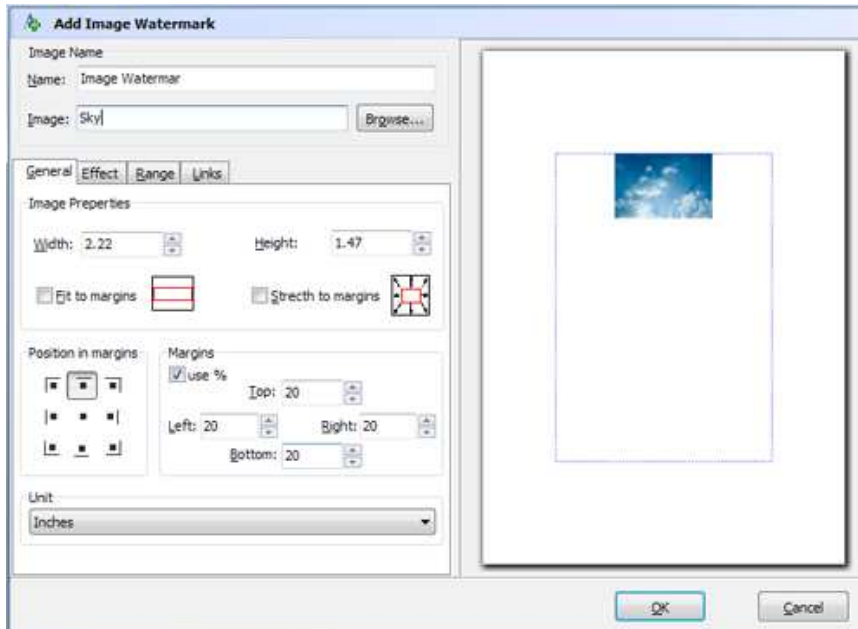 Add Image Watermark
Image Name
Name: Image Watermar
Image: Sky
Browse...
General Effect Range Links
Image Preperties
Width: 2.22 Height: 1.47
Fit to margins Strecth to margins
Position in margins Margins
use %
Top: 20
Left: 20 Right: 20
Bottom: 20
Unit
Inches
OK Cancel